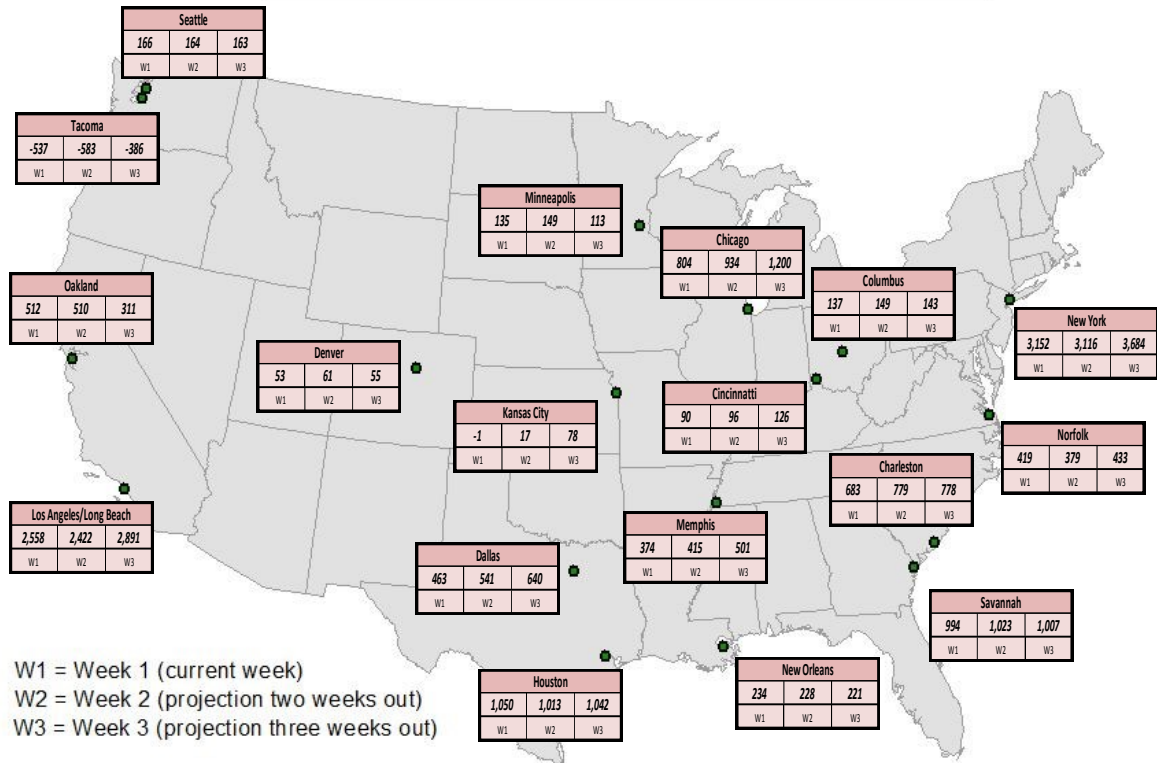 Seattle
166 164 163
W1 W2 W3
Tacoma
-537 -583 -386
W1 W2 W3
Minneapolis
135 149 113
W1 W2 W3
Chicago
804 934 1,200
W1 W2 W3
Columbus
137 149 143
W1 W2 W3
Oakland
512 510 311
W1 W2 W3
New York
3,152 3,116 3,684
W1 W2 W3
Denver
53 61 55
W1 W2 W3
Cincinnatti
90 96 126
W1 W2 W3
Kansas City
-1 17 78
W1 W2 W3
Norfolk
419 379 433
W1 W2 W3
Charleston
683 779 778
W1 W2 W3
Los Angeles/Long Beach
2,558 2,422 2,891
W1 W2 W3
Memphis
374 415 501
W1 W2 W3
Dallas
463 541 640
W1 W2 W3
Savannah
994 1,023 1,007
W1 W2 W3
New Orleans
234 228 221
W1 W2 W3
Houston
1,050 1,013 1,042
W1 W2 W3
W1 = Week 1 (current week)
W2 = Week 2 (projection two weeks out)
W3 = Week 3 (projection three weeks out)